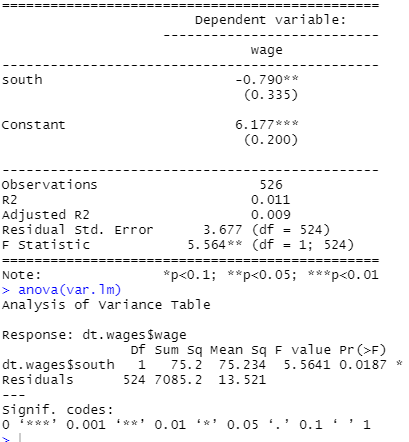 ===============================================
Dependent variable:
---------------------------
wage
-----------------------------------------------
south -0.790**
(0.335)
Constant 6.177***
(0.200)
-----------------------------------------------
Observations 526
R2 0.011
Adjusted R2 0.009
Residual Std. Error 3.677 (df = 524)
F Statistic 5.564** (df = 1; 524)
===============================================
Note: *p<0.1; **p<0.05; ***p<0.01
> anova(var.lm)
Analysis of Variance Table
Response: dt.wages$wage
Df Sum Sq Mean Sq F value Pr(>F)
dt.wages$south 1 75.2 75.234 5.5641 0.0187 *
Residuals 524 7085.2 13.521
---
Signif. codes:
0 ‘***’ 0.001 ‘**’ 0.01 ‘*’ 0.05 ‘.’ 0.1 ‘ ’ 1
>